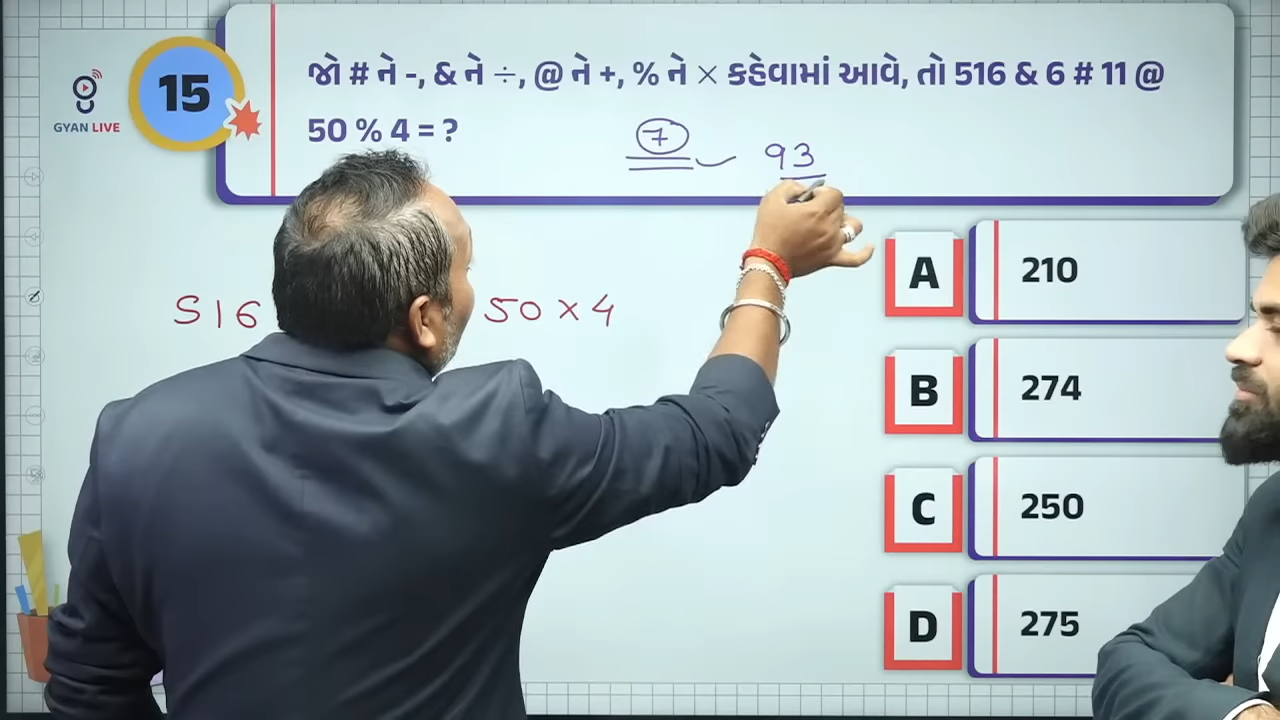 GYAN LIVE
15
જો # ને -, & ને ÷, @ ને +, % ને × કહેવામાં આવે, તો 516 & 6 # 11 @
50 % 4 = ?
7
93
516
50 × 4
A 210
B 274
C 250
D 275